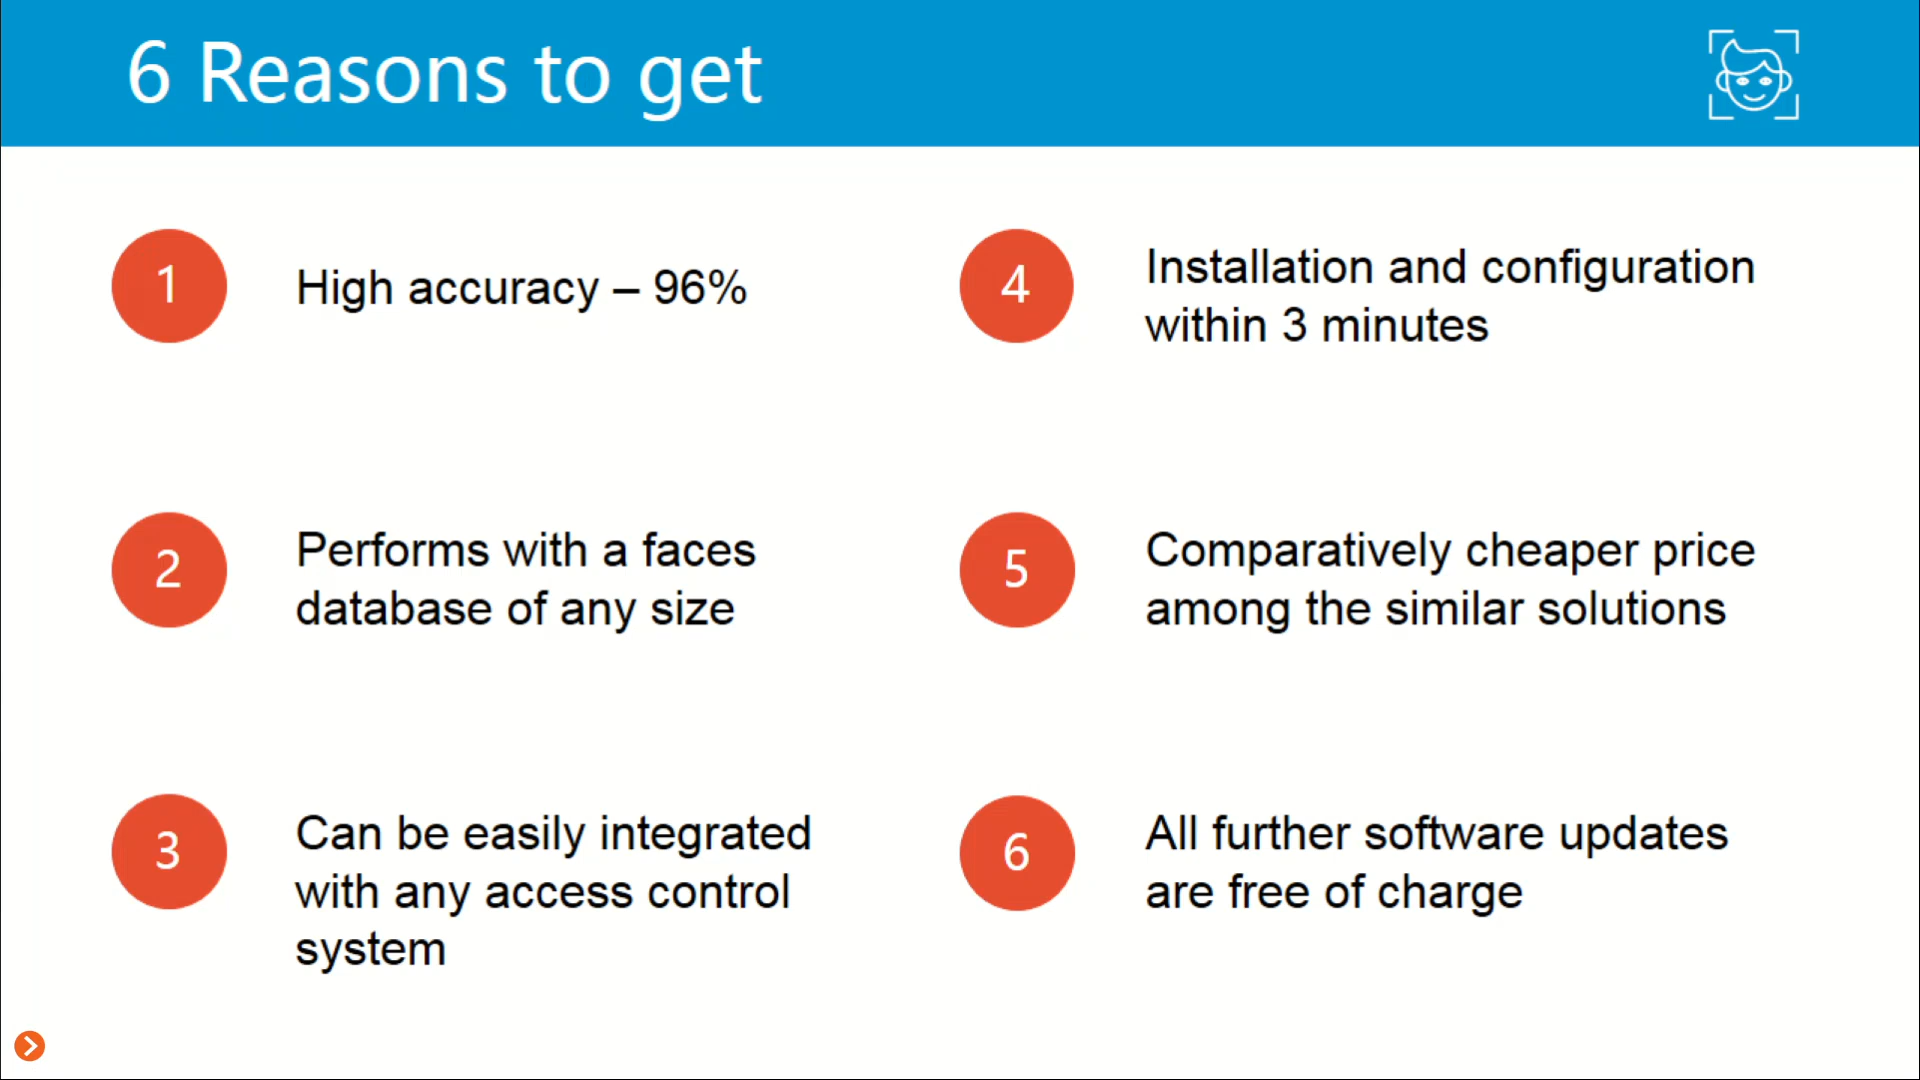 6 Reasons to get
1
High accuracy – 96%
2
Performs with a faces
database of any size
3
Can be easily integrated
with any access control
system
4
Installation and configuration
within 3 minutes
5
Comparatively cheaper price
among the similar solutions
6
All further software updates
are free of charge